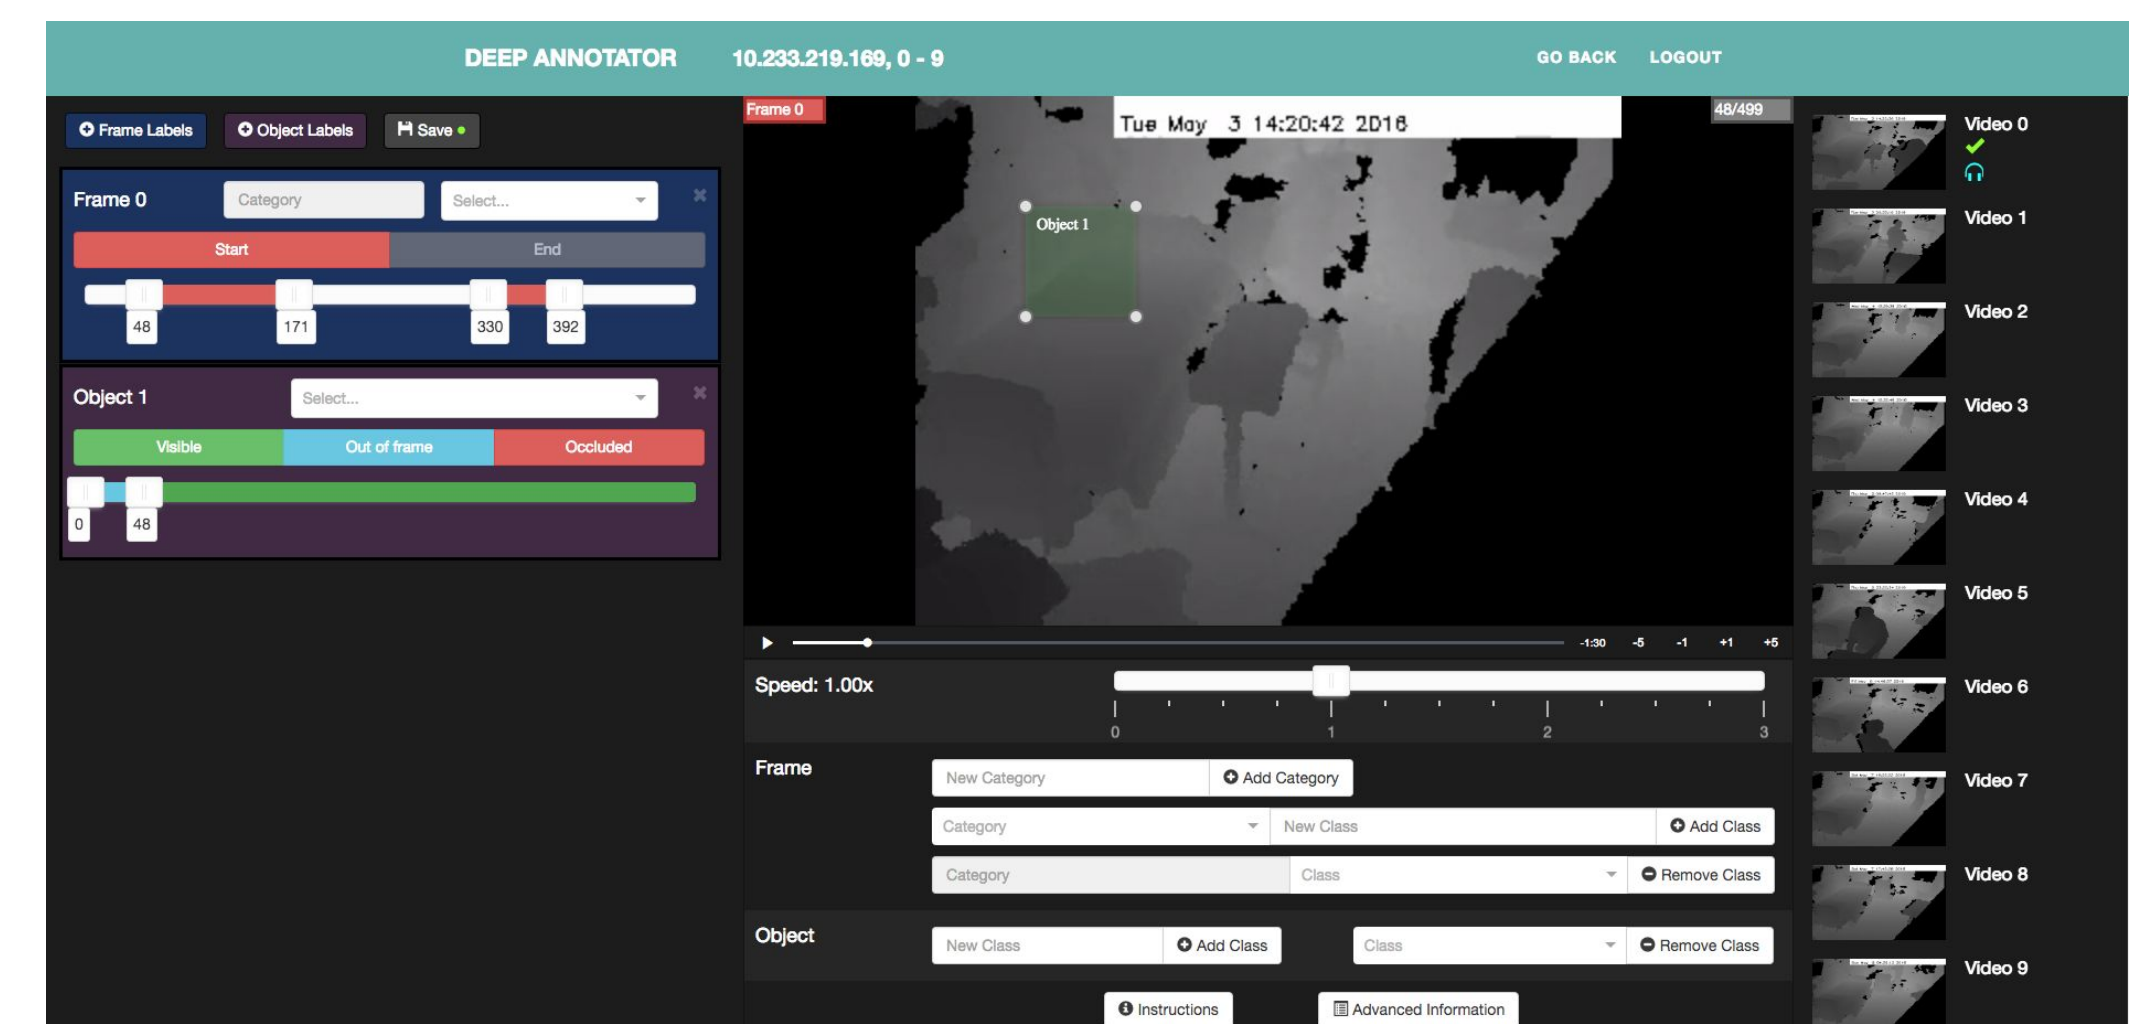 DEEP ANNOTATOR 10.233.219.169, 0 - 9 GO BACK LOGOUT
Frame Labels Object Labels Save
Frame 0 Category Select...
Start End
48 171 330 392
Object 1 Select...
Visible Out of frame Occluded
0 48
Frame 0 48/499
Tue May 3 14:20:42 2016
Object 1
-1:30 -5 -1 +1 +5
Speed: 1.00x
0 1 2 3
Frame New Category Add Category
Category New Class Add Class
Category Class Remove Class
Object New Class Add Class Class Remove Class
Instructions Advanced Information
Video 0
Video 1
Video 2
Video 3
Video 4
Video 5
Video 6
Video 7
Video 8
Video 9